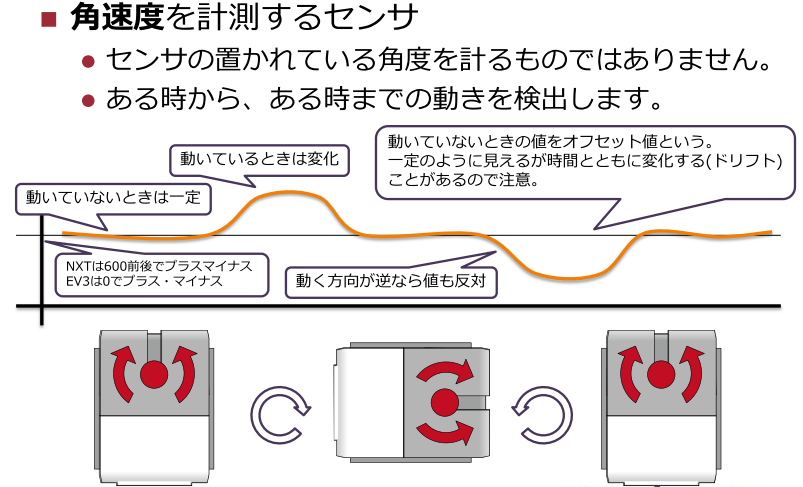 角速度を計測するセンサ
センサの置かれている角度を計るものではありません。
ある時から、ある時までの動きを検出します。
動いていないときの値をオフセット値という。
一定のように見えるが時間とともに変化する(ドリフト)
ことがあるので注意。
動いているときは変化
動いていないときは一定
NXTは600前後でプラスマイナス
EV3は0でプラス・マイナス
動く方向が逆なら値も反対